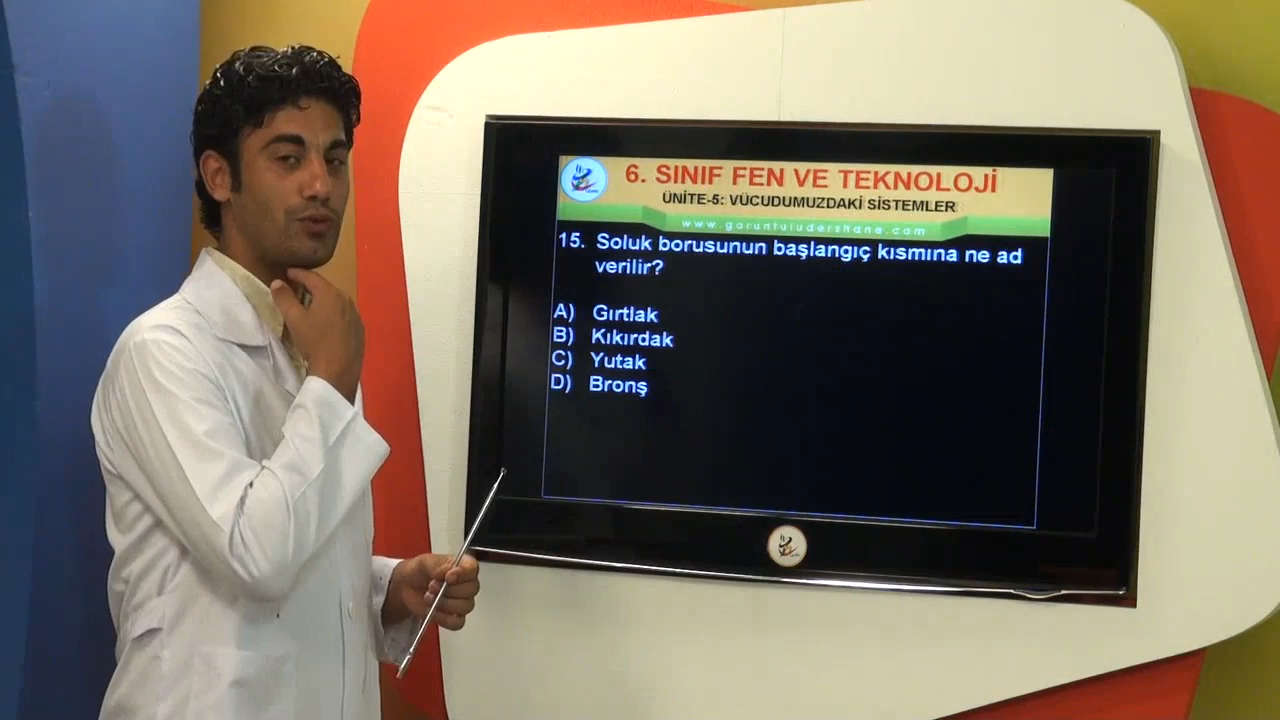 6. SINIF FEN VE TEKNOLOJİ
ÜNİTE-5: VÜCUDUMUZDAKİ SİSTEMLER
www.goruntuludershane.com
15. Soluk borusunun başlangıç kısmına ne ad
verilir?
A) Gırtlak
B) Kıkırdak
C) Yutak
D) Bronş